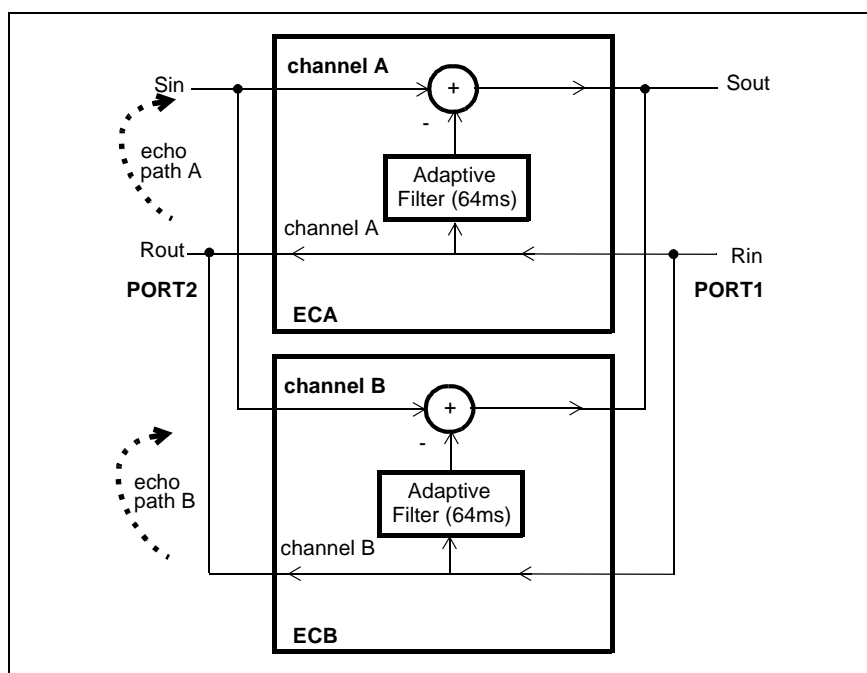 channel A
Sin
Sout
+
-
echo
path A
Adaptive
Filter (64ms)
channel A
Rout
Rin
PORT2
PORT1
ECA
channel B
+
-
echo
path B
Adaptive
Filter (64ms)
channel B
ECB